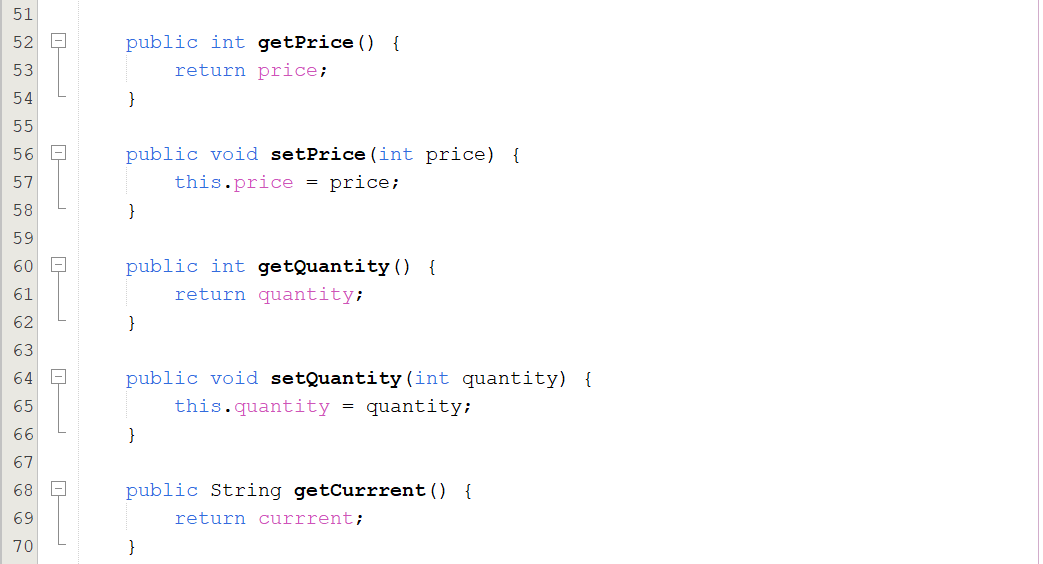 51
52 public int getPrice() {
53 return price;
54 }
55
56 public void setPrice(int price) {
57 this.price = price;
58 }
59
60 public int getQuantity() {
61 return quantity;
62 }
63
64 public void setQuantity(int quantity) {
65 this.quantity = quantity;
66 }
67
68 public String getCurrrent() {
69 return currrent;
70 }